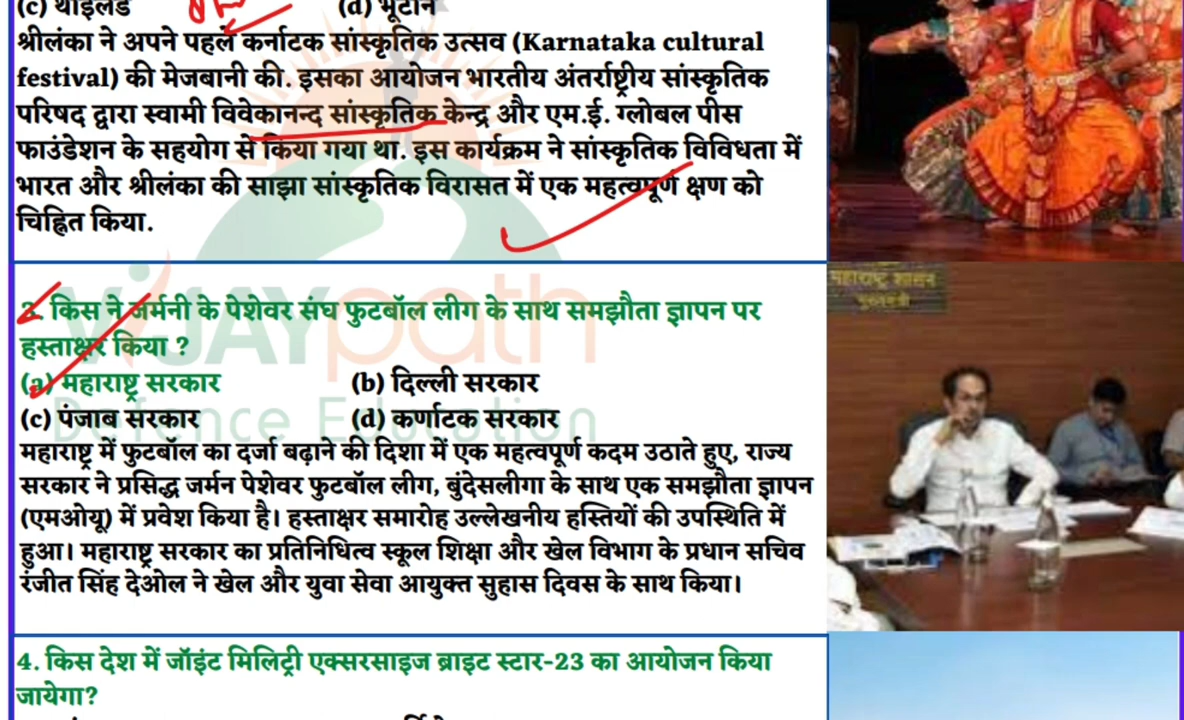 (c) थाइलैंड (d) भूटान
श्रीलंका ने अपने पहले कर्नाटक सांस्कृतिक उत्सव (Karnataka cultural
festival) की मेजबानी की. इसका आयोजन भारतीय अंतर्राष्ट्रीय सांस्कृतिक
परिषद द्वारा स्वामी विवेकानन्द सांस्कृतिक केन्द्र और एम.ई. ग्लोबल पीस
फाउंडेशन के सहयोग से किया गया था. इस कार्यक्रम ने सांस्कृतिक विविधता में
भारत और श्रीलंका की साझा सांस्कृतिक विरासत में एक महत्वपूर्ण क्षण को
चिह्नित किया.
महाराष्ट्र शासन
मुख्यमंत्री
3. किस ने जर्मनी के पेशेवर संघ फुटबॉल लीग के साथ समझौता ज्ञापन पर
हस्ताक्षर किया ?
(a) महाराष्ट्र सरकार (b) दिल्ली सरकार
(c) पंजाब सरकार (d) कर्णाटक सरकार
VIJAYpath
Defence Education
महाराष्ट्र में फुटबॉल का दर्जा बढ़ाने की दिशा में एक महत्वपूर्ण कदम उठाते हुए, राज्य
सरकार ने प्रसिद्ध जर्मन पेशेवर फुटबॉल लीग, बुंदेसलीगा के साथ एक समझौता ज्ञापन
(एमओयू) में प्रवेश किया है। हस्ताक्षर समारोह उल्लेखनीय हस्तियों की उपस्थिति में
हुआ। महाराष्ट्र सरकार का प्रतिनिधित्व स्कूल शिक्षा और खेल विभाग के प्रधान सचिव
रंजीत सिंह देओल ने खेल और युवा सेवा आयुक्त सुहास दिवस के साथ किया।
4. किस देश में जॉइंट मिलिट्री एक्सरसाइज ब्राइट स्टार-23 का आयोजन किया
जायेगा?